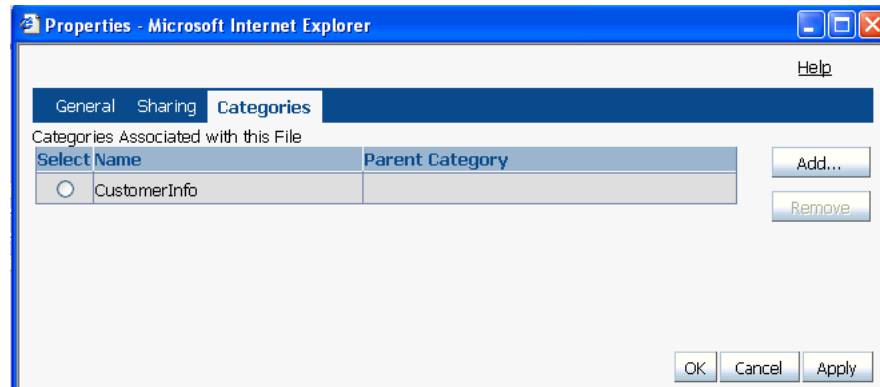 Properties - Microsoft Internet Explorer
Help
General Sharing Categories
Categories Associated with this File
Select Name Parent Category
Add...
CustomerInfo
Remove
OK Cancel Apply